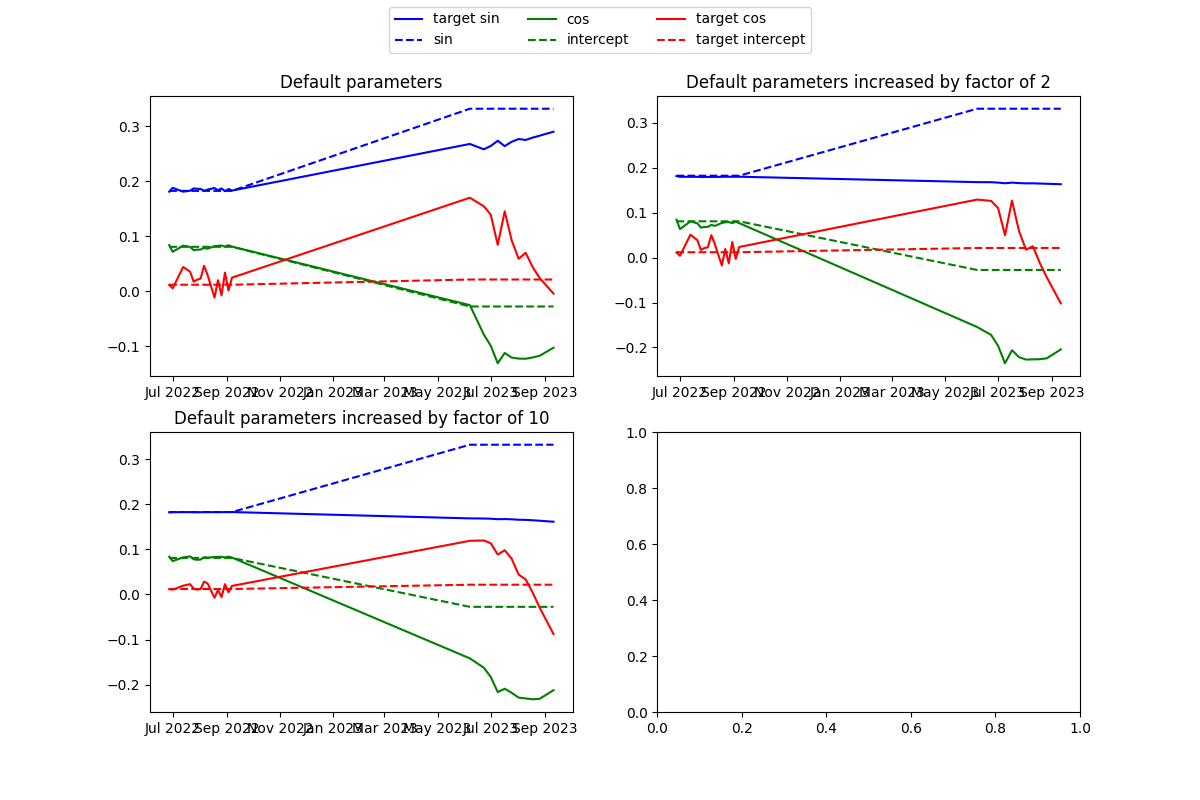 target sin cos target cos
sin intercept target intercept
Default parameters
0.3
0.2
0.1
0.0
−0.1
Jul 2022 Sep 2022 Nov 2022 Jan 2023 Mar 2023 May 2023 Jul 2023 Sep 2023
Default parameters increased by factor of 2
0.3
0.2
0.1
0.0
−0.1
−0.2
Jul 2022 Sep 2022 Nov 2022 Jan 2023 Mar 2023 May 2023 Jul 2023 Sep 2023
Default parameters increased by factor of 10
0.3
0.2
0.1
0.0
−0.1
−0.2
Jul 2022 Sep 2022 Nov 2022 Jan 2023 Mar 2023 May 2023 Jul 2023 Sep 2023
1.0
0.8
0.6
0.4
0.2
0.0
0.0 0.2 0.4 0.6 0.8 1.0